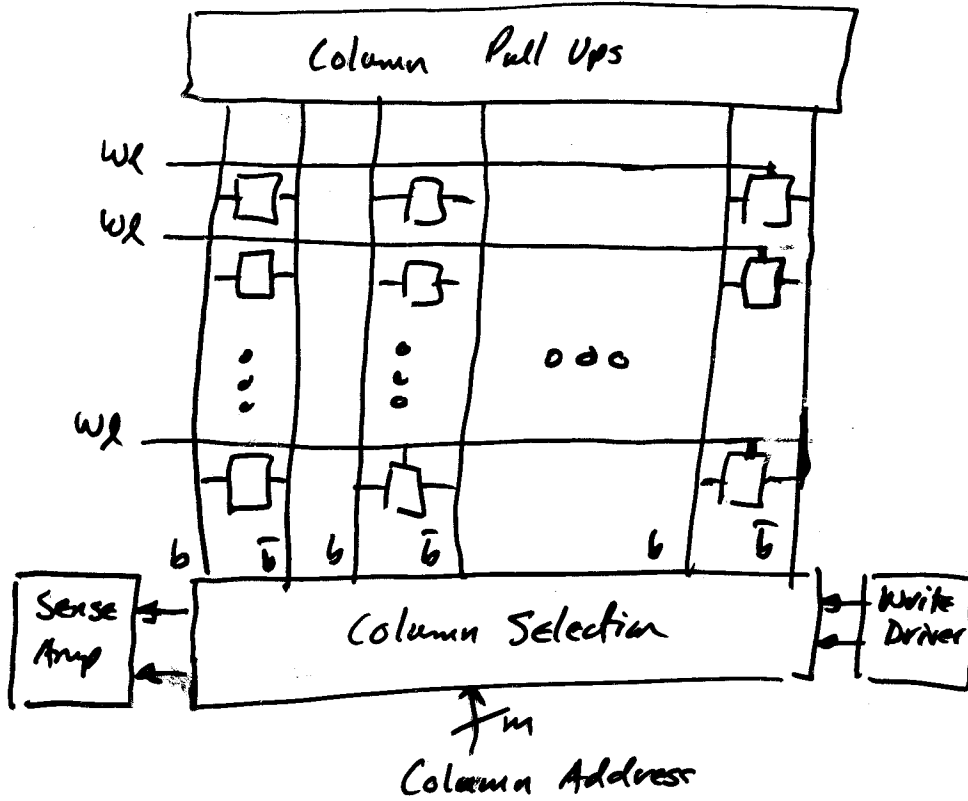 Column Pull Ups
Wl
Wl
Wl
b b̅ b b̅ b b̅
Sense
Amp
Column Selection
Write
Driver
m
Column Address